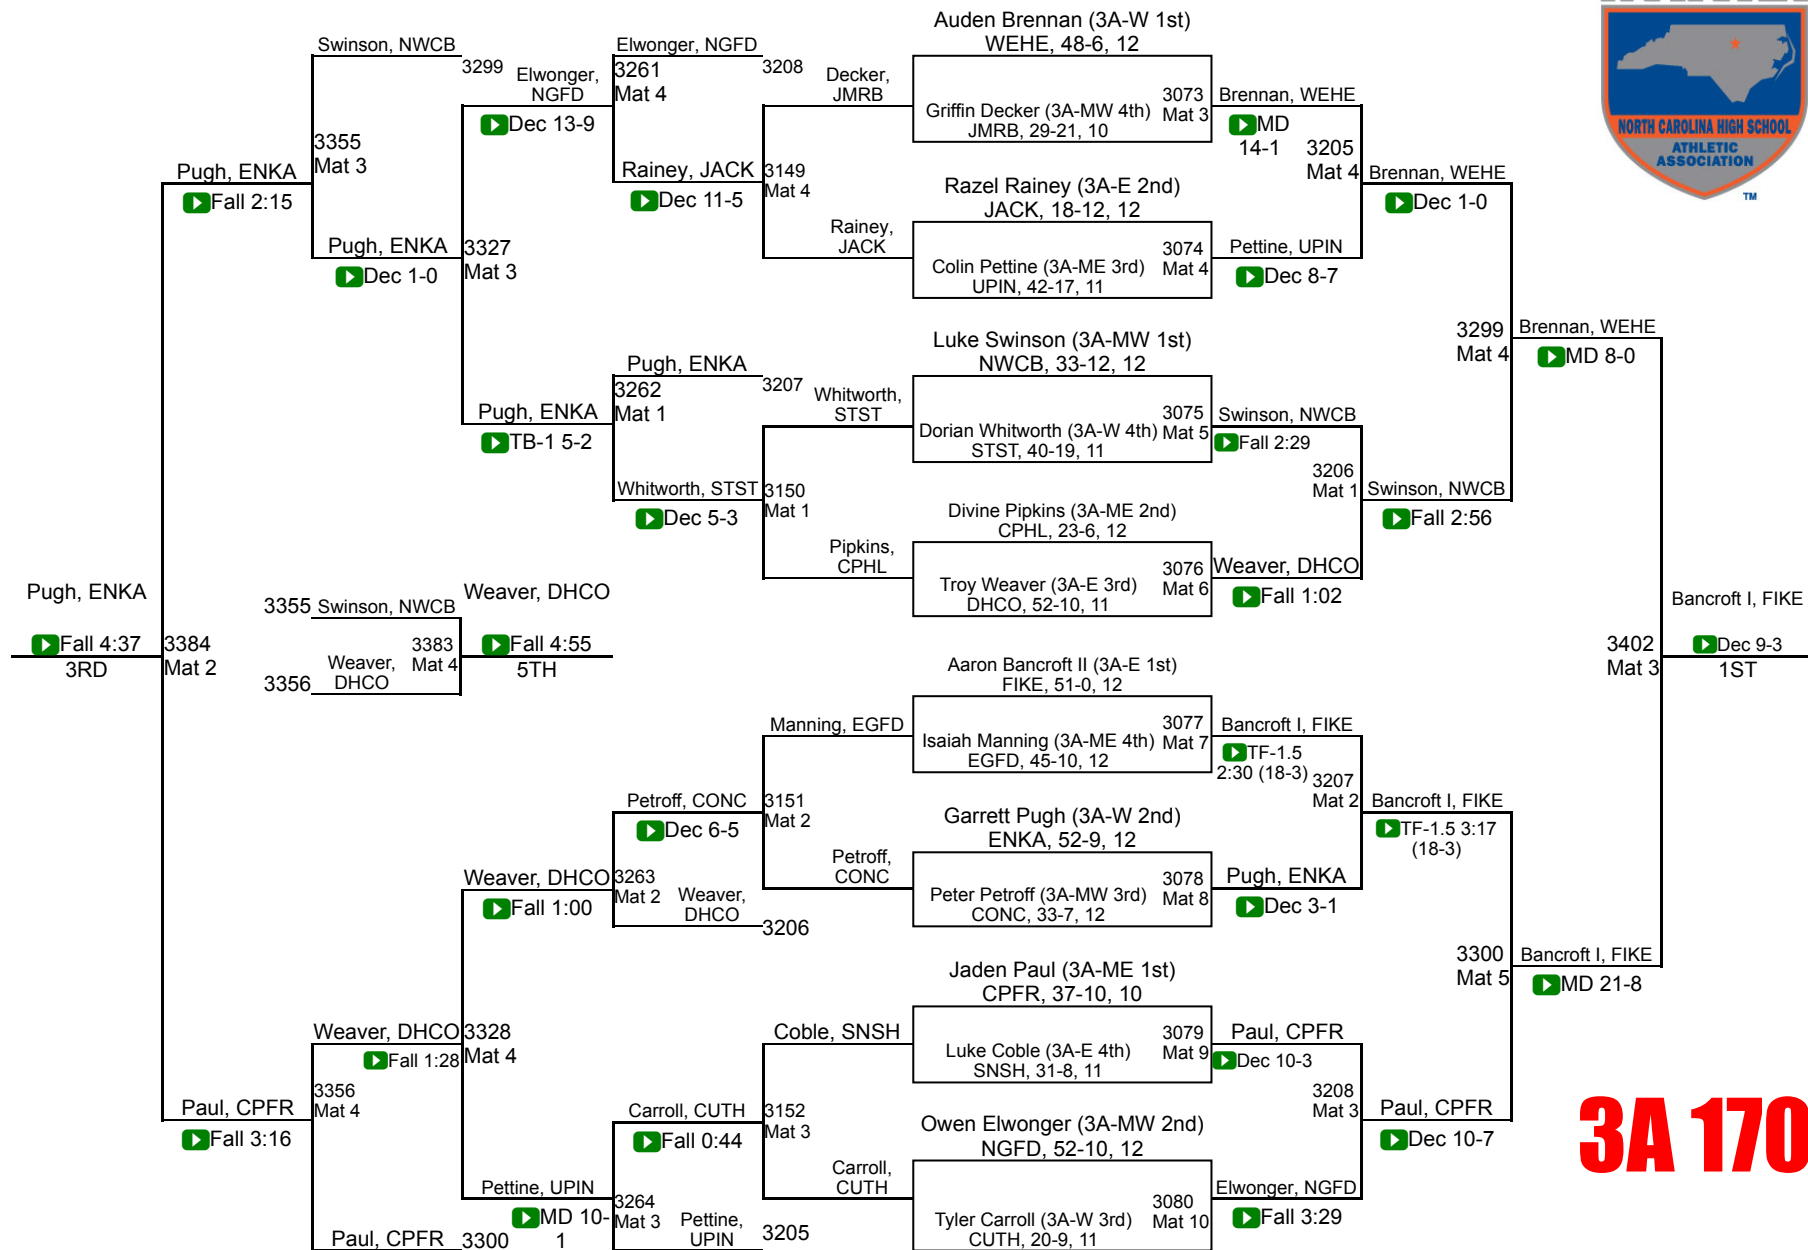 Auden Brennan (3A-W 1st)
WEHE, 48-6, 12
Griffin Decker (3A-MW 4th)
JMRB, 29-21, 10
3073
Mat 3
Razel Rainey (3A-E 2nd)
JACK, 18-12, 12
Colin Pettine (3A-ME 3rd)
UPIN, 42-17, 11
3074
Mat 4
Luke Swinson (3A-MW 1st)
NWCB, 33-12, 12
Dorian Whitworth (3A-W 4th)
STST, 40-19, 11
3075
Mat 5
Divine Pipkins (3A-ME 2nd)
CPHL, 23-6, 12
Troy Weaver (3A-E 3rd)
DHCO, 52-10, 11
3076
Mat 6
Aaron Bancroft II (3A-E 1st)
FIKE, 51-0, 12
Isaiah Manning (3A-ME 4th)
EGFD, 45-10, 12
3077
Mat 7
Garrett Pugh (3A-W 2nd)
ENKA, 52-9, 12
Peter Petroff (3A-MW 3rd)
CONC, 33-7, 12
3078
Mat 8
Jaden Paul (3A-ME 1st)
CPFR, 37-10, 10
Luke Coble (3A-E 4th)
SNSH, 31-8, 11
3079
Mat 9
Owen Elwonger (3A-MW 2nd)
NGFD, 52-10, 12
Tyler Carroll (3A-W 3rd)
CUTH, 20-9, 11
3080
Mat 10
Brennan, WEHE
MD
14-1
3205
Mat 4
Pettine, UPIN
Dec 8-7
Swinson, NWCB
Fall 2:29
3206
Mat 1
Weaver, DHCO
Fall 1:02
Bancroft I, FIKE
TF-1.5
2:30 (18-3)
3207
Mat 2
Pugh, ENKA
Dec 3-1
Paul, CPFR
Dec 10-3
3208
Mat 3
Elwonger, NGFD
Fall 3:29
Brennan, WEHE
Dec 1-0
3299
Mat 4
Swinson, NWCB
Fall 2:56
Bancroft I, FIKE
TF-1.5 3:17
(18-3)
3300
Mat 5
Paul, CPFR
Dec 10-7
Brennan, WEHE
MD 8-0
3402
Mat 3
Bancroft I, FIKE
MD 21-8
Bancroft I, FIKE
Dec 9-3
1ST
Decker,
JMRB
3149
Mat 4
Rainey,
JACK
Whitworth,
STST
3150
Mat 1
Pipkins,
CPHL
Manning, EGFD
3151
Mat 2
Petroff,
CONC
Coble, SNSH
3152
Mat 3
Carroll,
CUTH
Elwonger, NGFD
3208
3261
Mat 4
Rainey, JACK
Dec 11-5
Pugh, ENKA
3207
3262
Mat 1
Whitworth, STST
Dec 5-3
Petroff, CONC
Dec 6-5
3263
Mat 2
Weaver,
DHCO
3206
Carroll, CUTH
Fall 0:44
3264
Mat 3
Pettine,
UPIN
3205
Elwonger,
NGFD
Dec 13-9
3327
Mat 3
Pugh, ENKA
TB-1 5-2
Weaver, DHCO
Fall 1:00
3328
Mat 4
Pettine, UPIN
MD 10-
1
Swinson, NWCB
3299
3355
Mat 3
Pugh, ENKA
Dec 1-0
Weaver, DHCO
Fall 1:28
3356
Mat 4
Paul, CPFR
3300
Pugh, ENKA
Fall 2:15
3384
Mat 2
Paul, CPFR
Fall 3:16
Pugh, ENKA
Fall 4:37
3RD
3355
Swinson, NWCB
3383
Mat 4
3356
Weaver,
DHCO
Weaver, DHCO
Fall 4:55
5TH
NORTH CAROLINA HIGH SCHOOL
ATHLETIC
ASSOCIATION
TM
3A 170